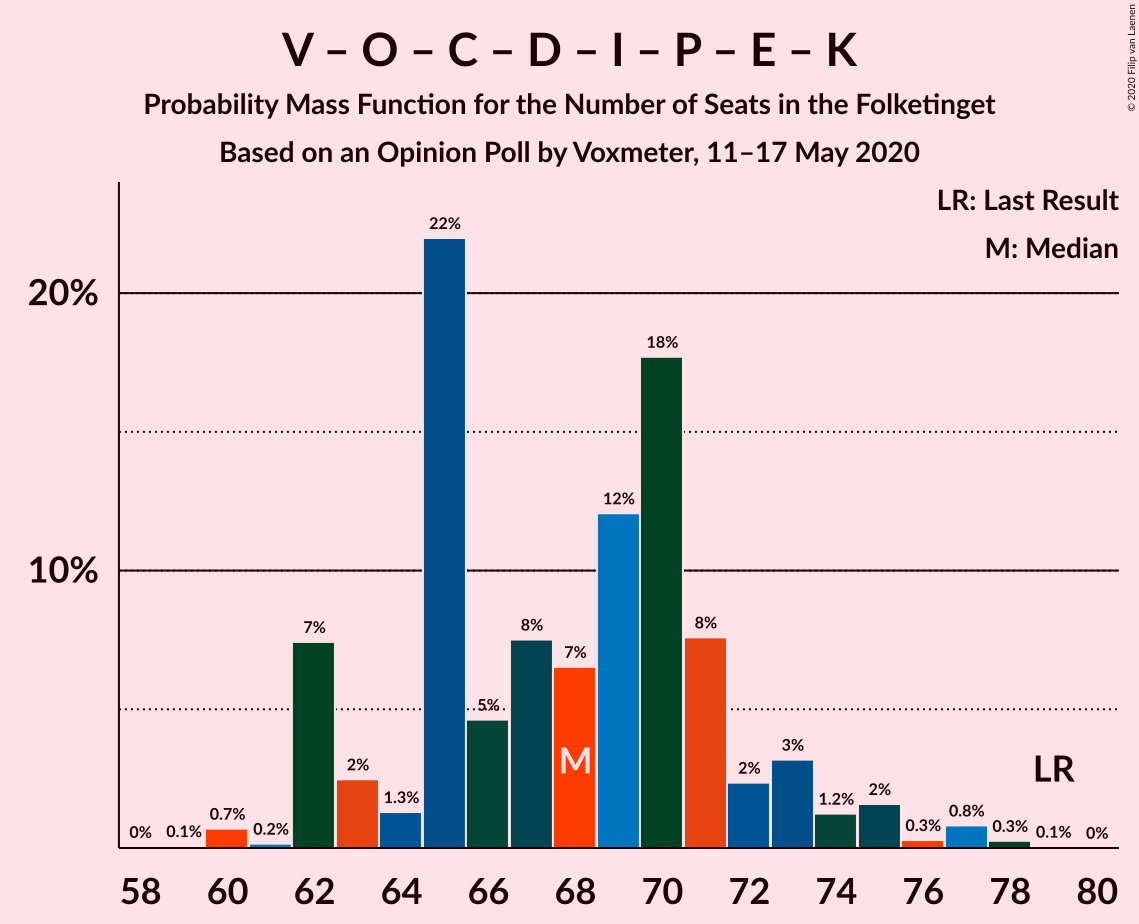 V – O – C – D – I – P – E – K
Probability Mass Function for the Number of Seats in the Folketinget
Based on an Opinion Poll by Voxmeter, 11–17 May 2020
© 2020 Filip van Laenen
LR: Last Result
M: Median
20%
10%
0%
0.1%
0.7%
0.2%
7%
2%
1.3%
22%
5%
8%
7%
12%
18%
8%
2%
3%
1.2%
2%
0.3%
0.8%
0.3%
0.1%
0%
M
LR
58 60 62 64 66 68 70 72 74 76 78 80